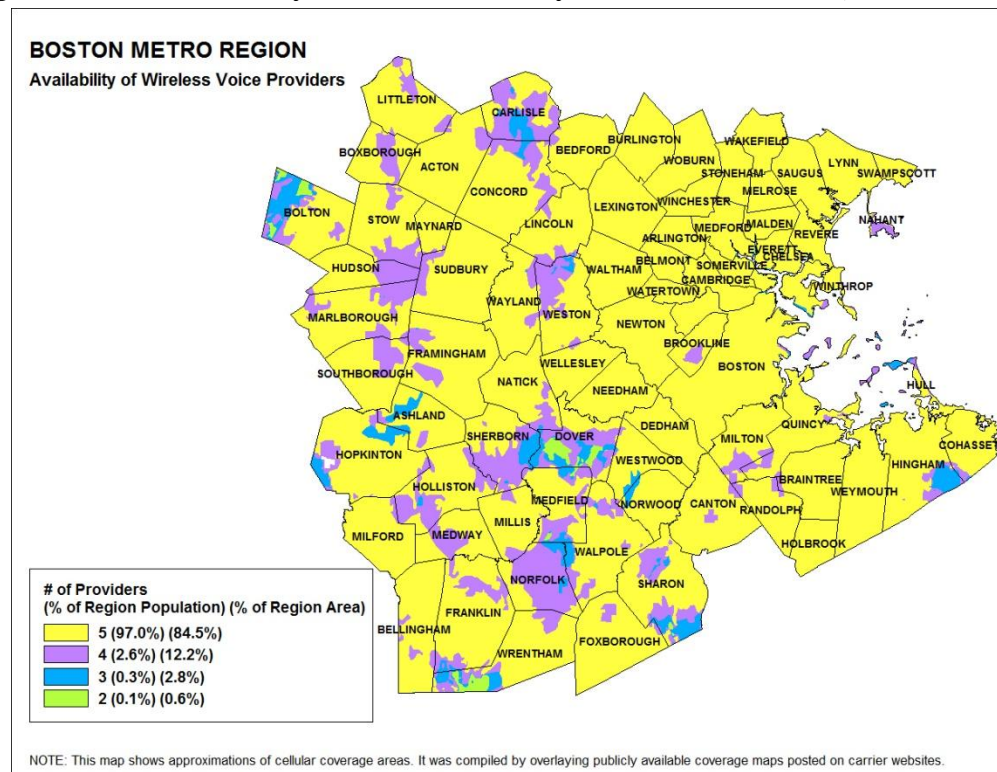 BOSTON METRO REGION
Availability of Wireless Voice Providers
LITTLETON
CARLISLE
BOXBOROUGH
ACTON
BEDFORD
BURLINGTON
WOBURN
WAKEFIELD
LYNN
STONEHAM
SAUGUS
SWAMPSCOTT
CONCORD
MELROSE
BOLTON
STOW
MAYNARD
LINCOLN
LEXINGTON
WINCHESTER
MEDFORD
MALDEN
NAHANT
ARLINGTON
REVERE
EVERETT
CHELSEA
HUDSON
SUDBURY
WALTHAM
BELMONT
SOMERVILLE
CAMBRIDGE
WATERTOWN
WINTHROP
MARLBOROUGH
WAYLAND
WESTON
NEWTON
BROOKLINE
BOSTON
FRAMINGHAM
SOUTHBOROUGH
WELLESLEY
NATICK
NEEDHAM
HULL
ASHLAND
SHERBORN
DOVER
DEDHAM
MILTON
QUINCY
COHASSET
HOPKINTON
WESTWOOD
HINGHAM
HOLLISTON
MEDFIELD
NORWOOD
CANTON
BRAINTREE
WEYMOUTH
RANDOLPH
MILFORD
MEDWAY
MILLIS
WALPOLE
HOLBROOK
NORFOLK
SHARON
FRANKLIN
BELLINGHAM
WRENTHAM
FOXBOROUGH
# of Providers
(% of Region Population) (% of Region Area)
5 (97.0%) (84.5%)
4 (2.6%) (12.2%)
3 (0.3%) (2.8%)
2 (0.1%) (0.6%)
NOTE: This map shows approximations of cellular coverage areas. It was compiled by overlaying publicly available coverage maps posted on carrier websites.